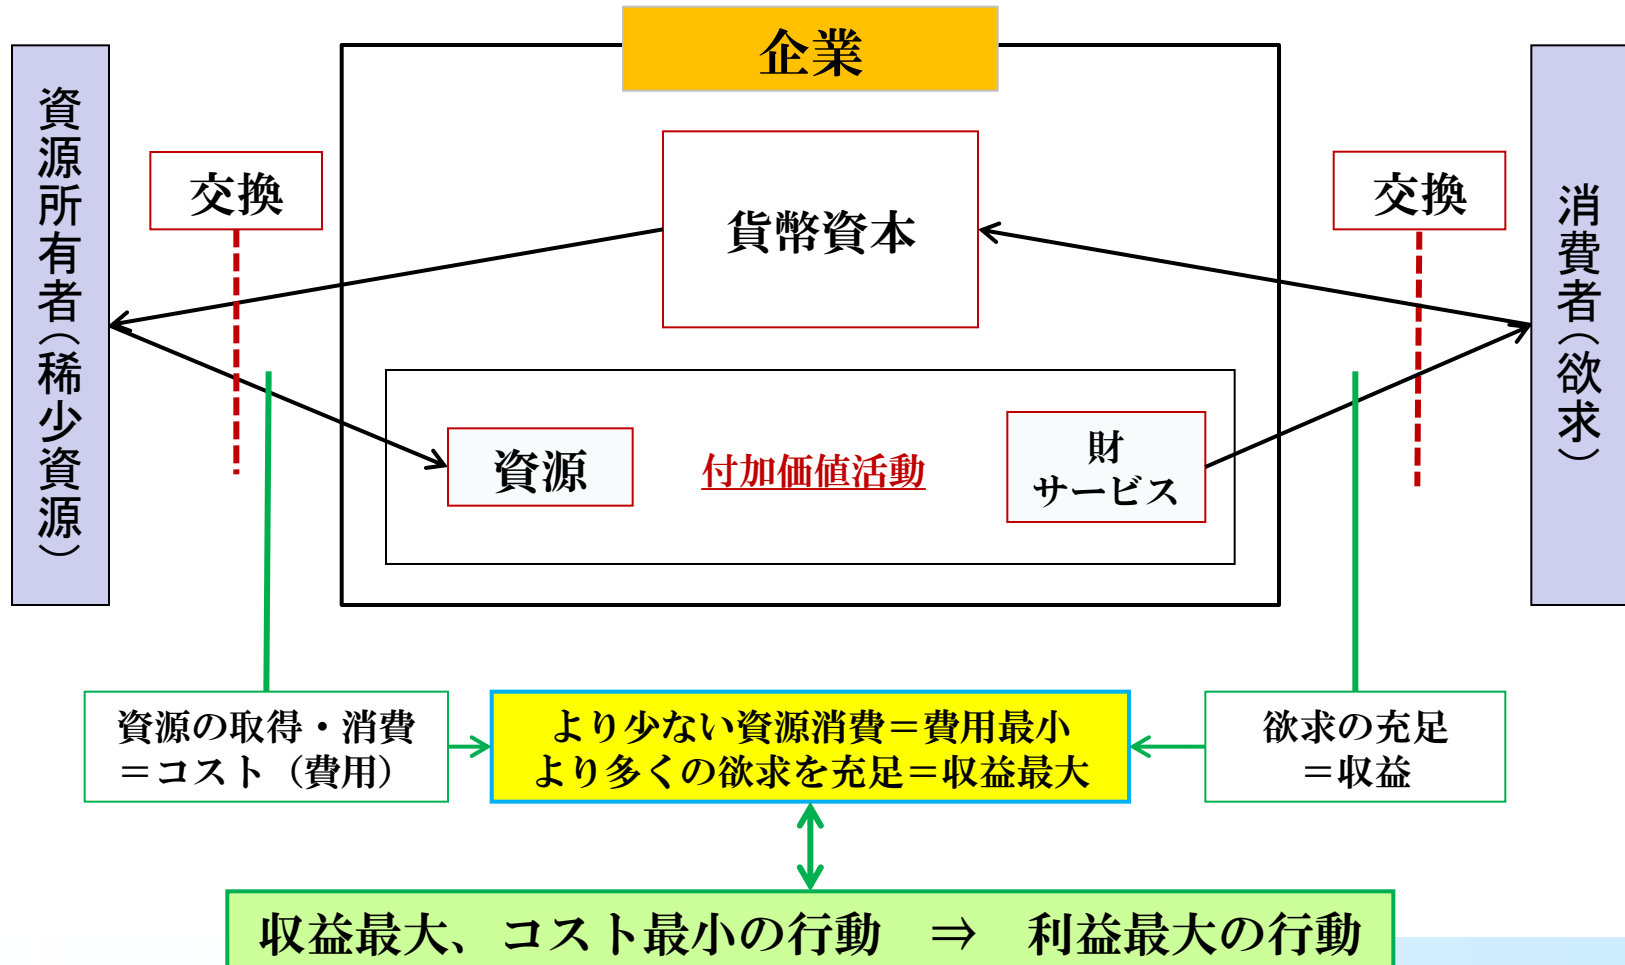 企業
資源所有者（稀少資源）
交換
貨幣資本
交換
消費者（欲求）
資源
付加価値活動
財
サービス
資源の取得・消費
＝コスト（費用）
より少ない資源消費＝費用最小
より多くの欲求を充足＝収益最大
欲求の充足
＝収益
収益最大、コスト最小の行動　⇒　利益最大の行動